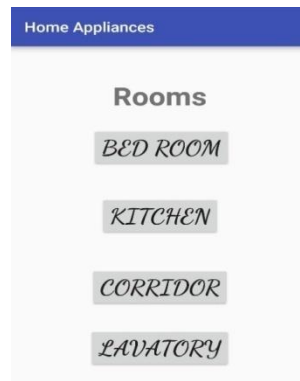 Home Appliances
Rooms
BED ROOM
KITCHEN
CORRIDOR
LAVATORY